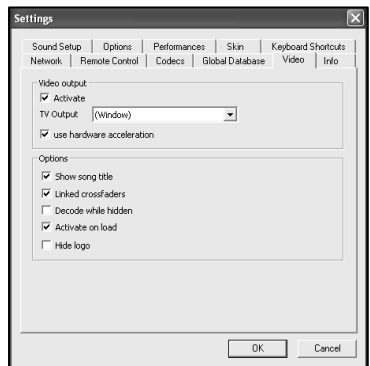 Settings
Sound Setup Options Performances Skin Keyboard Shortcuts
Network Remote Control Codecs Global Database Video Info
Video output
Activate
TV Output (Window)
use hardware acceleration
Options
Show song title
Linked crossfaders
Decode while hidden
Activate on load
Hide logo
OK Cancel